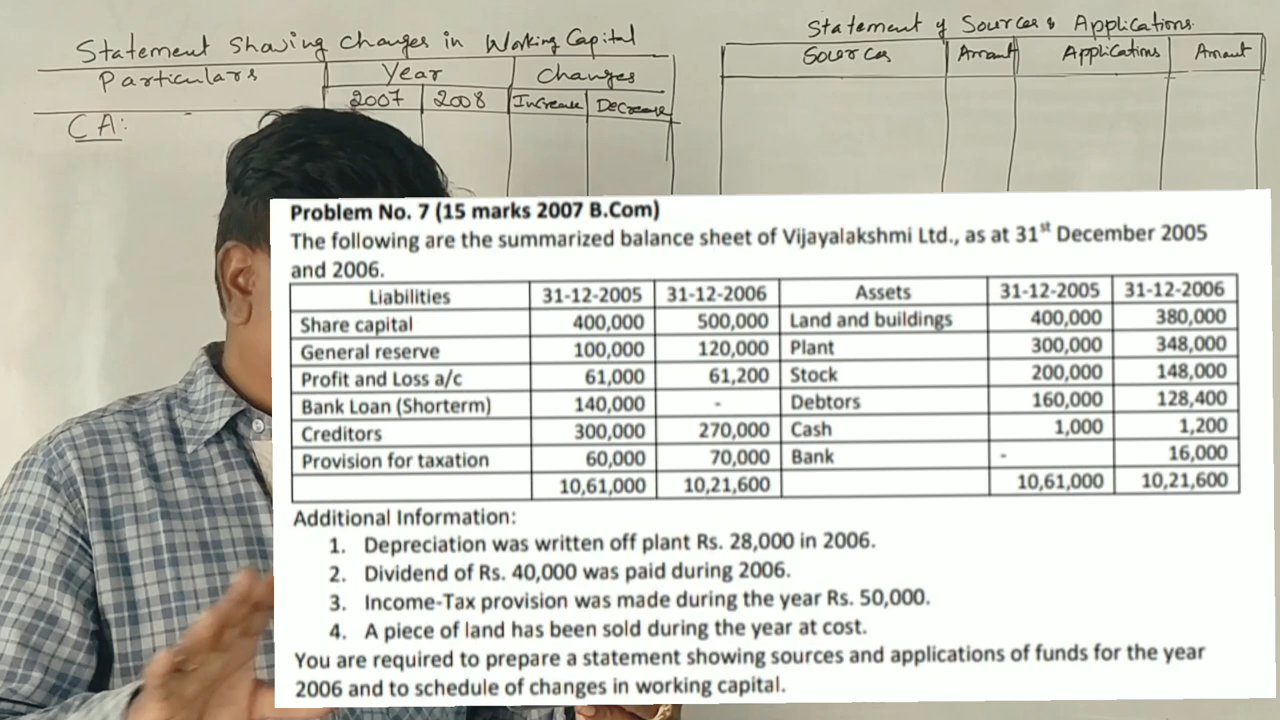 Statement Showing Changes in Working Capital
Particulars Year Changes
2007 2008 Increase Decrease
CA:
Statement of Sources & Applications.
Sources Amount Applications Amount
Problem No. 7 (15 marks 2007 B.Com)
The following are the summarized balance sheet of Vijayalakshmi Ltd., as at 31st December 2005
and 2006.
Liabilities 31-12-2005 31-12-2006 Assets 31-12-2005 31-12-2006
Share capital 400,000 500,000 Land and buildings 400,000 380,000
General reserve 100,000 120,000 Plant 300,000 348,000
Profit and Loss a/c 61,000 61,200 Stock 200,000 148,000
Bank Loan (Shorterm) 140,000 - Debtors 160,000 128,400
Creditors 300,000 270,000 Cash 1,000 1,200
Provision for taxation 60,000 70,000 Bank - 16,000
10,61,000 10,21,600 10,61,000 10,21,600
Additional Information:
1. Depreciation was written off plant Rs. 28,000 in 2006.
2. Dividend of Rs. 40,000 was paid during 2006.
3. Income-Tax provision was made during the year Rs. 50,000.
4. A piece of land has been sold during the year at cost.
You are required to prepare a statement showing sources and applications of funds for the year
2006 and to schedule of changes in working capital.